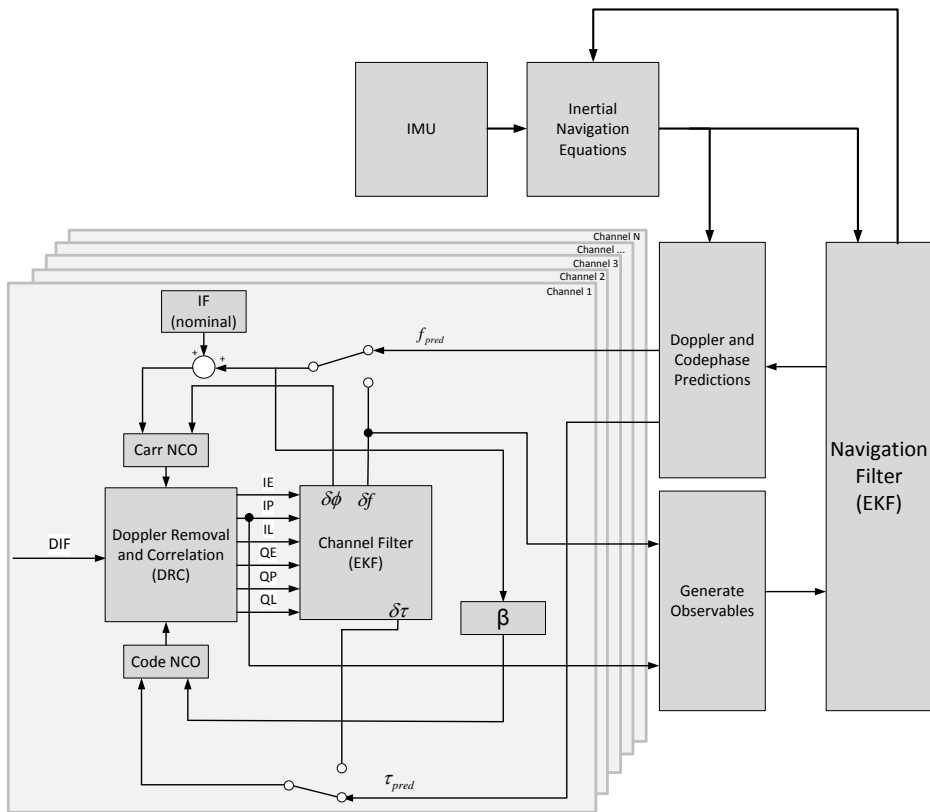 IMU
Inertial
Navigation
Equations
Channel N
Channel ...
Channel 3
Channel 2
Channel 1
IF
(nominal)
+
+
f_pred
Doppler and
Codephase
Predictions
Navigation
Filter
(EKF)
Carr NCO
DIF
Doppler Removal
and Correlation
(DRC)
IE
IP
IL
QE
QP
QL
δϕ
δf
Channel Filter
(EKF)
δτ
β
Generate
Observables
Code NCO
τ_pred